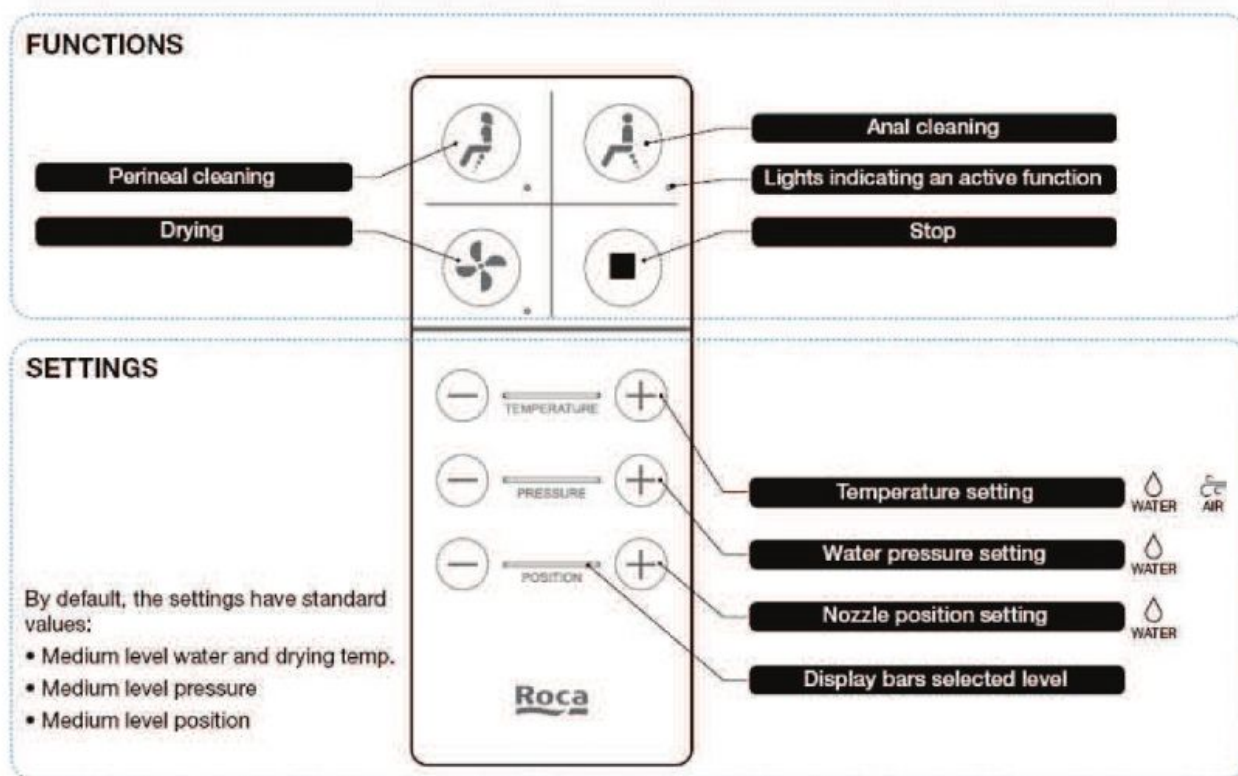 FUNCTIONS
Perineal cleaning
Drying
Anal cleaning
Lights indicating an active function
Stop
SETTINGS
TEMPERATURE
PRESSURE
POSITION
Temperature setting
WATER
AIR
Water pressure setting
WATER
Nozzle position setting
WATER
Display bars selected level
By default, the settings have standard
values:
• Medium level water and drying temp.
• Medium level pressure
• Medium level position
Roca